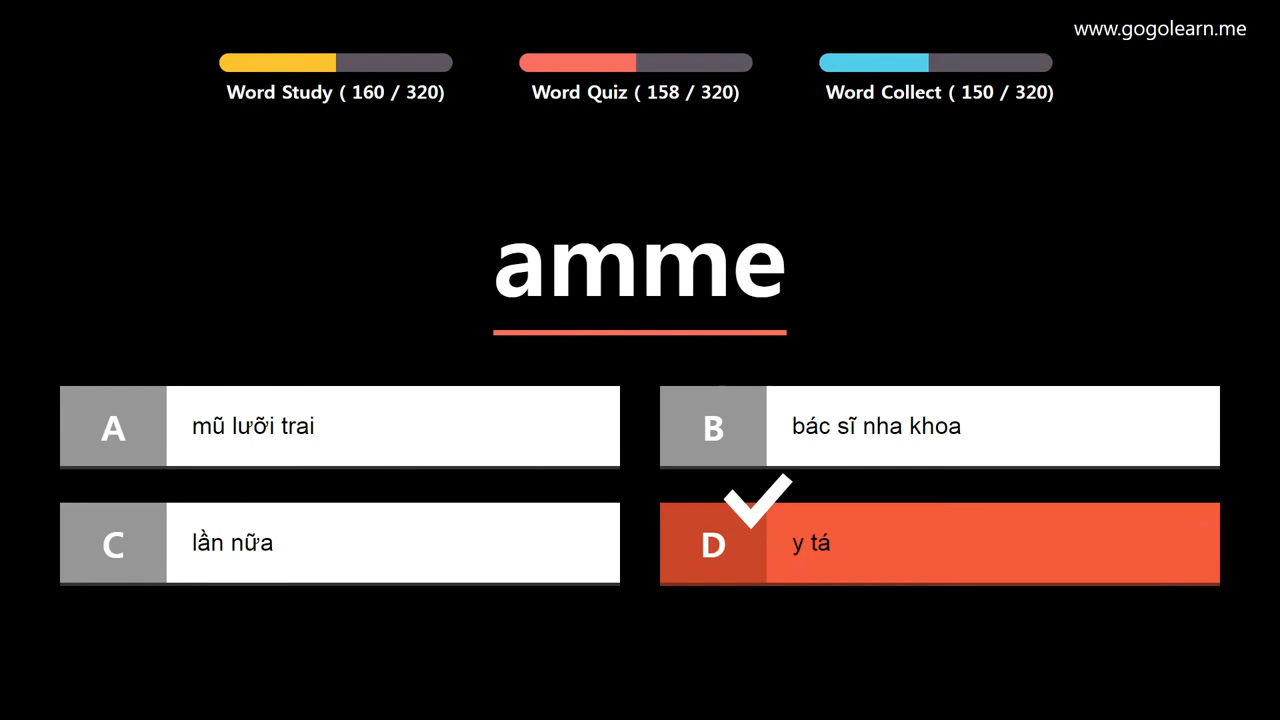 www.gogolearn.me
Word Study ( 160 / 320)
Word Quiz ( 158 / 320)
Word Collect ( 150 / 320)
amme
A
mũ lưỡi trai
B
bác sĩ nha khoa
C
lần nữa
D
y tá